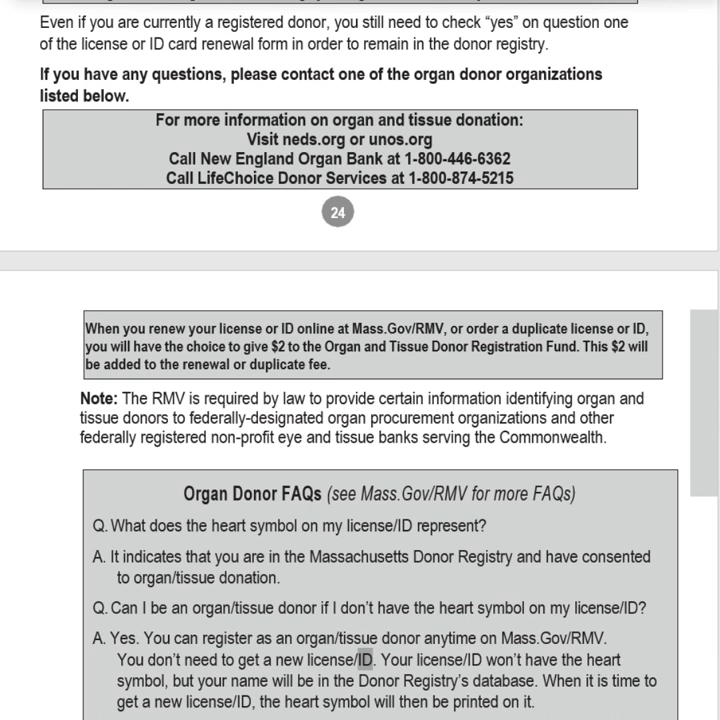 Even if you are currently a registered donor, you still need to check “yes” on question one
of the license or ID card renewal form in order to remain in the donor registry.
If you have any questions, please contact one of the organ donor organizations
listed below.
For more information on organ and tissue donation:
Visit neds.org or unos.org
Call New England Organ Bank at 1-800-446-6362
Call LifeChoice Donor Services at 1-800-874-5215
24
When you renew your license or ID online at Mass.Gov/RMV, or order a duplicate license or ID,
you will have the choice to give $2 to the Organ and Tissue Donor Registration Fund. This $2 will
be added to the renewal or duplicate fee.
Note: The RMV is required by law to provide certain information identifying organ and
tissue donors to federally-designated organ procurement organizations and other
federally registered non-profit eye and tissue banks serving the Commonwealth.
Organ Donor FAQs (see Mass.Gov/RMV for more FAQs)
Q. What does the heart symbol on my license/ID represent?
A. It indicates that you are in the Massachusetts Donor Registry and have consented
to organ/tissue donation.
Q. Can I be an organ/tissue donor if I don’t have the heart symbol on my license/ID?
A. Yes. You can register as an organ/tissue donor anytime on Mass.Gov/RMV.
You don’t need to get a new license/ID. Your license/ID won’t have the heart
symbol, but your name will be in the Donor Registry’s database. When it is time to
get a new license/ID, the heart symbol will then be printed on it.